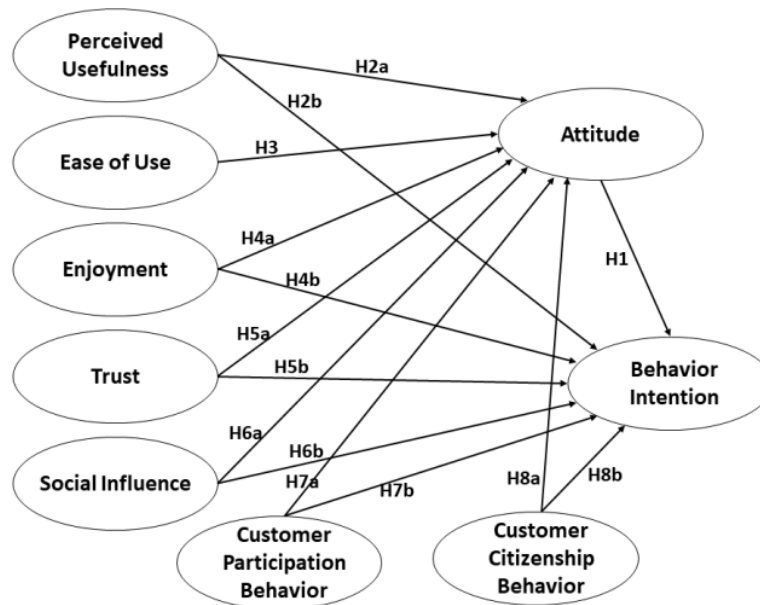 Perceived
Usefulness
H2a
H2b
Attitude
Ease of Use
H3
H4a
Enjoyment
H4b
H1
H5a
Trust
H5b
Behavior
Intention
H6a
H6b
Social Influence
H7a
H7b
H8a
H8b
Customer
Participation
Behavior
Customer
Citizenship
Behavior